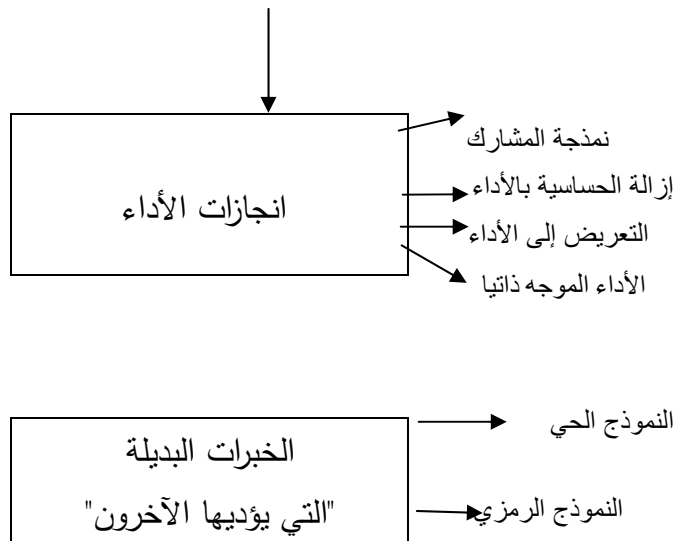 نمذجة المشارك
إزالة الحساسية بالأداء
انجازات الأداء
التعريض إلى الأداء
الأداء الموجه ذاتيا
النموذج الحي
الخبرات البديلة
"التي يؤديها الآخرون"
النموذج الرمزي